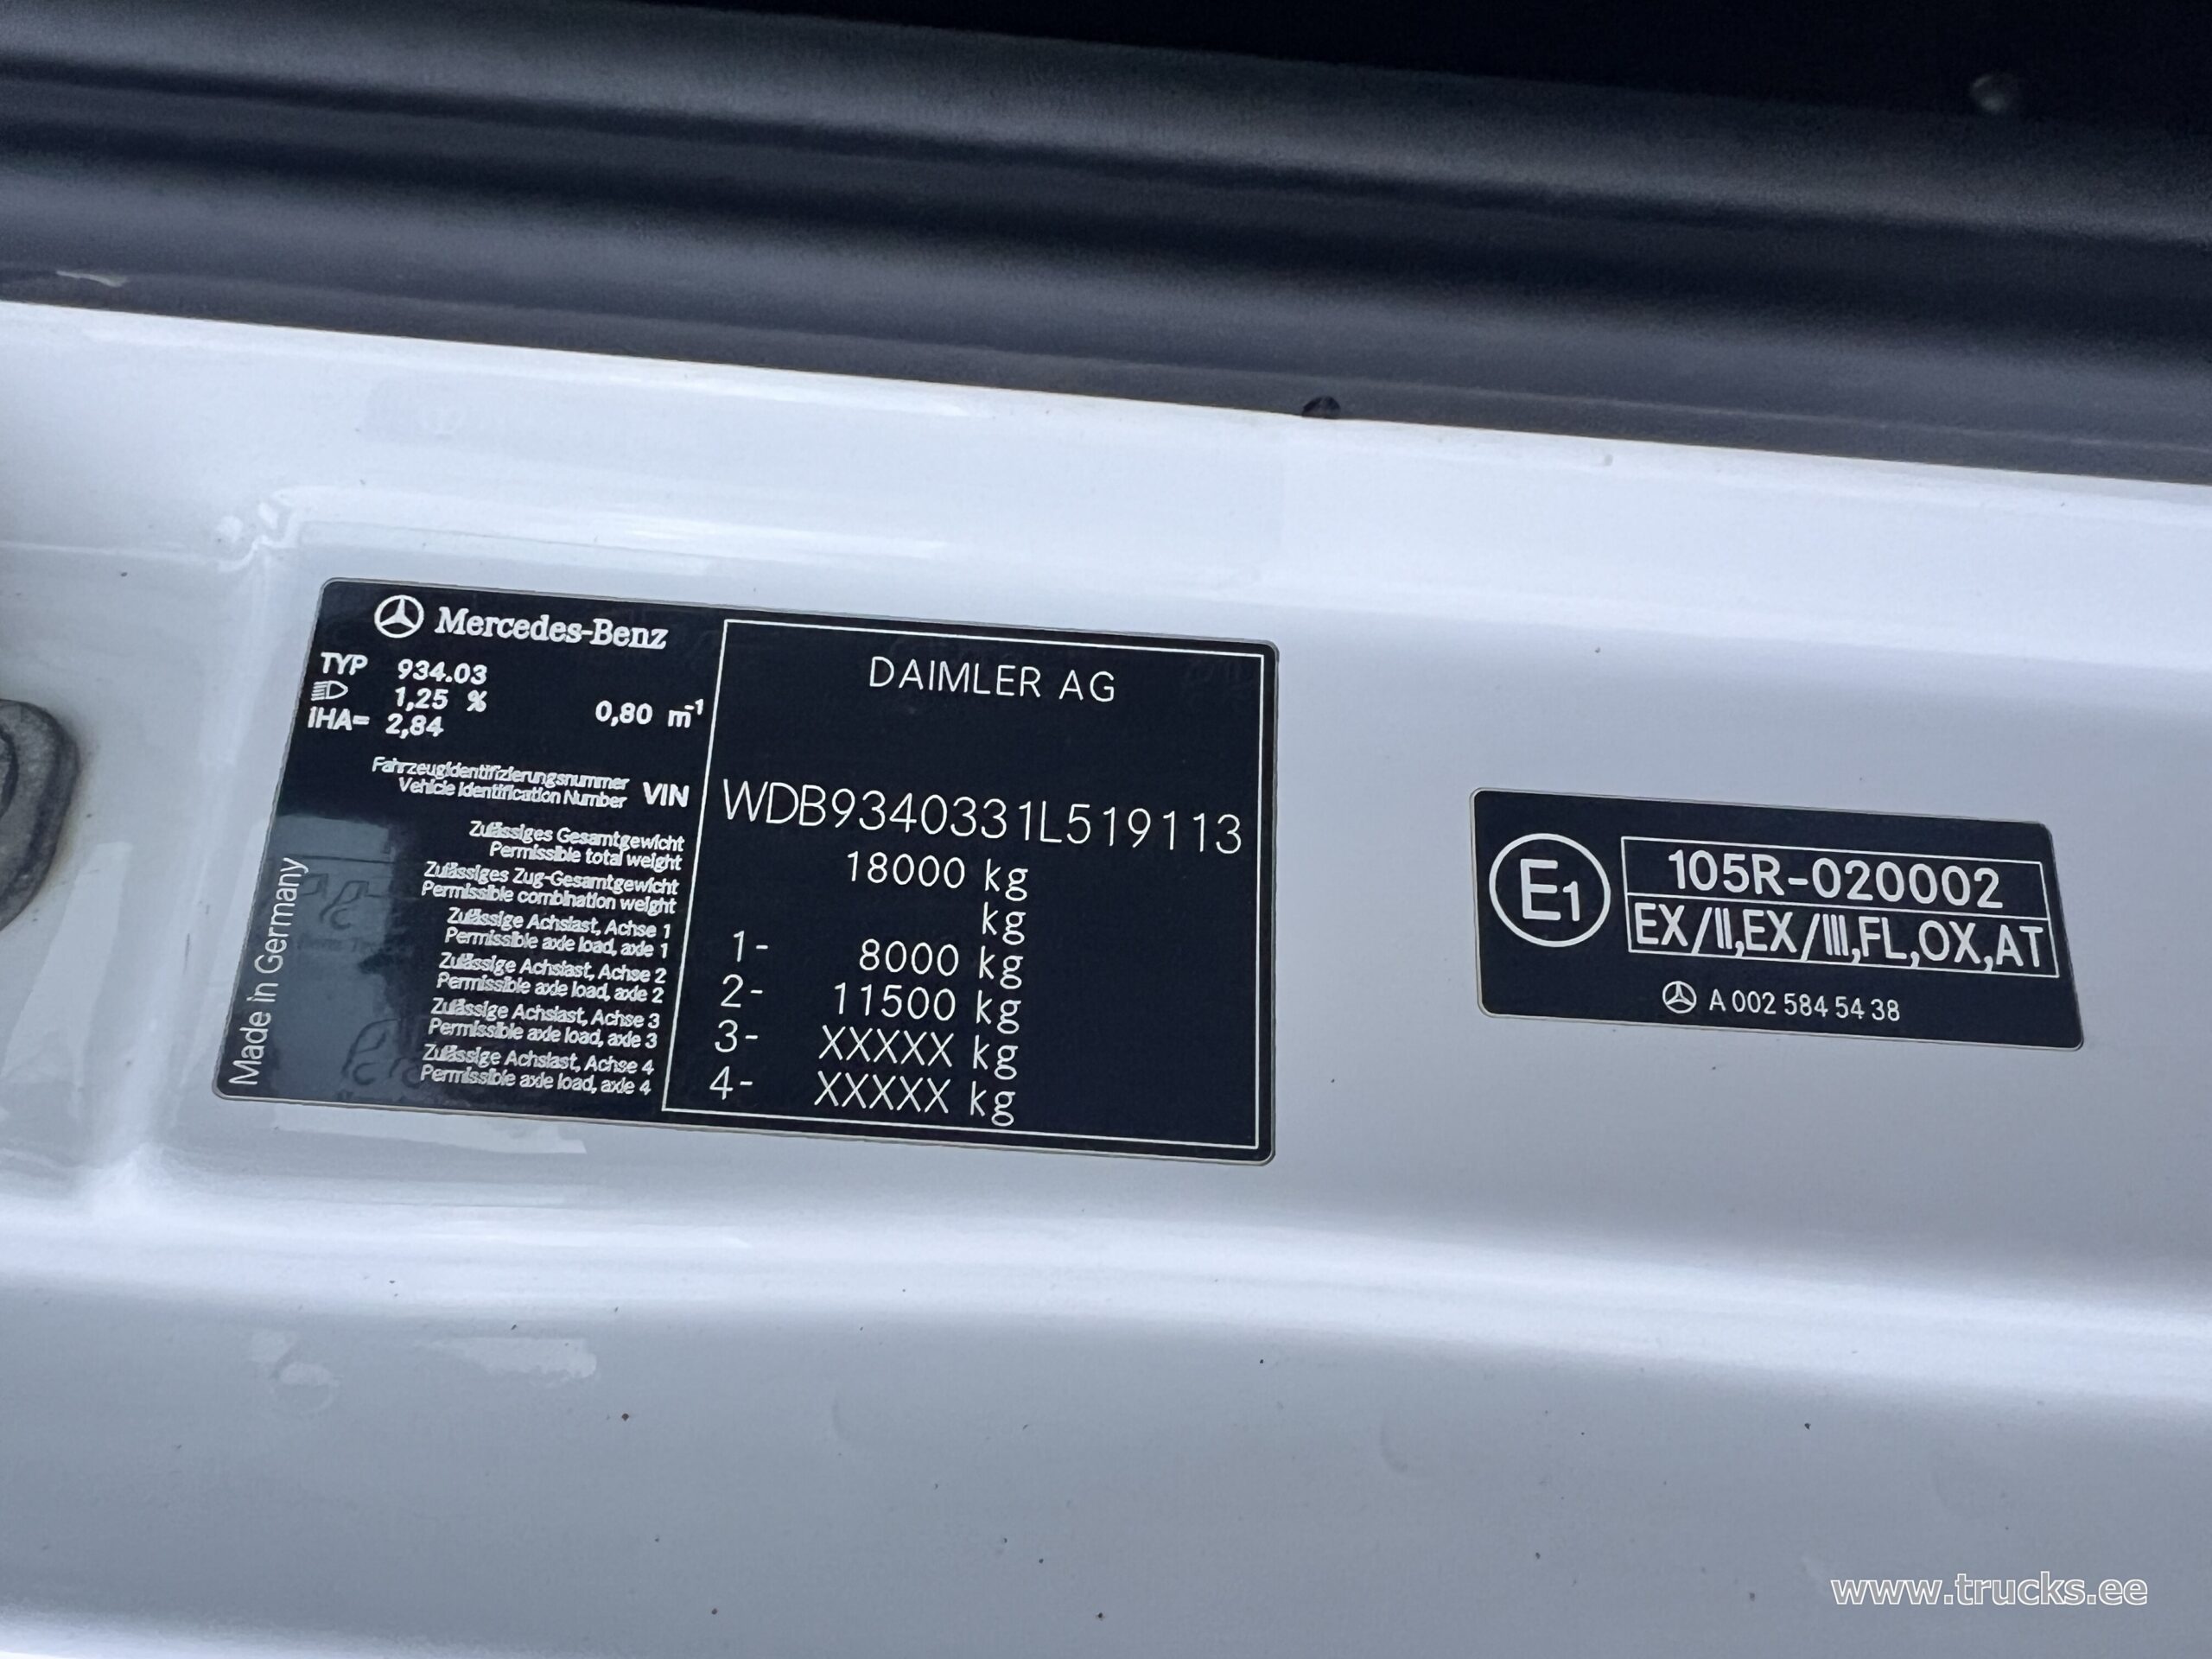 Mercedes-Benz
TYP 934.03
1,25 % 0,80 m-1
iHA= 2,84
DAIMLER AG
Fahrzeugidentifizierungsnummer
Vehicle Identification Number VIN WDB9340331L519113
Zulässiges Gesamtgewicht
Permissible total weight 18000 kg
Zulässiges Zug-Gesamtgewicht
Permissible combination weight kg
Zulässige Achslast, Achse 1
Permissible axle load, axle 1 1- 8000 kg
Zulässige Achslast, Achse 2
Permissible axle load, axle 2 2- 11500 kg
Zulässige Achslast, Achse 3
Permissible axle load, axle 3 3- XXXXX kg
Zulässige Achslast, Achse 4
Permissible axle load, axle 4 4- XXXXX kg
Made in Germany
E1 105R-020002
EX/II,EX/III,FL,OX,AT
A 002 584 54 38
www.trucks.ee